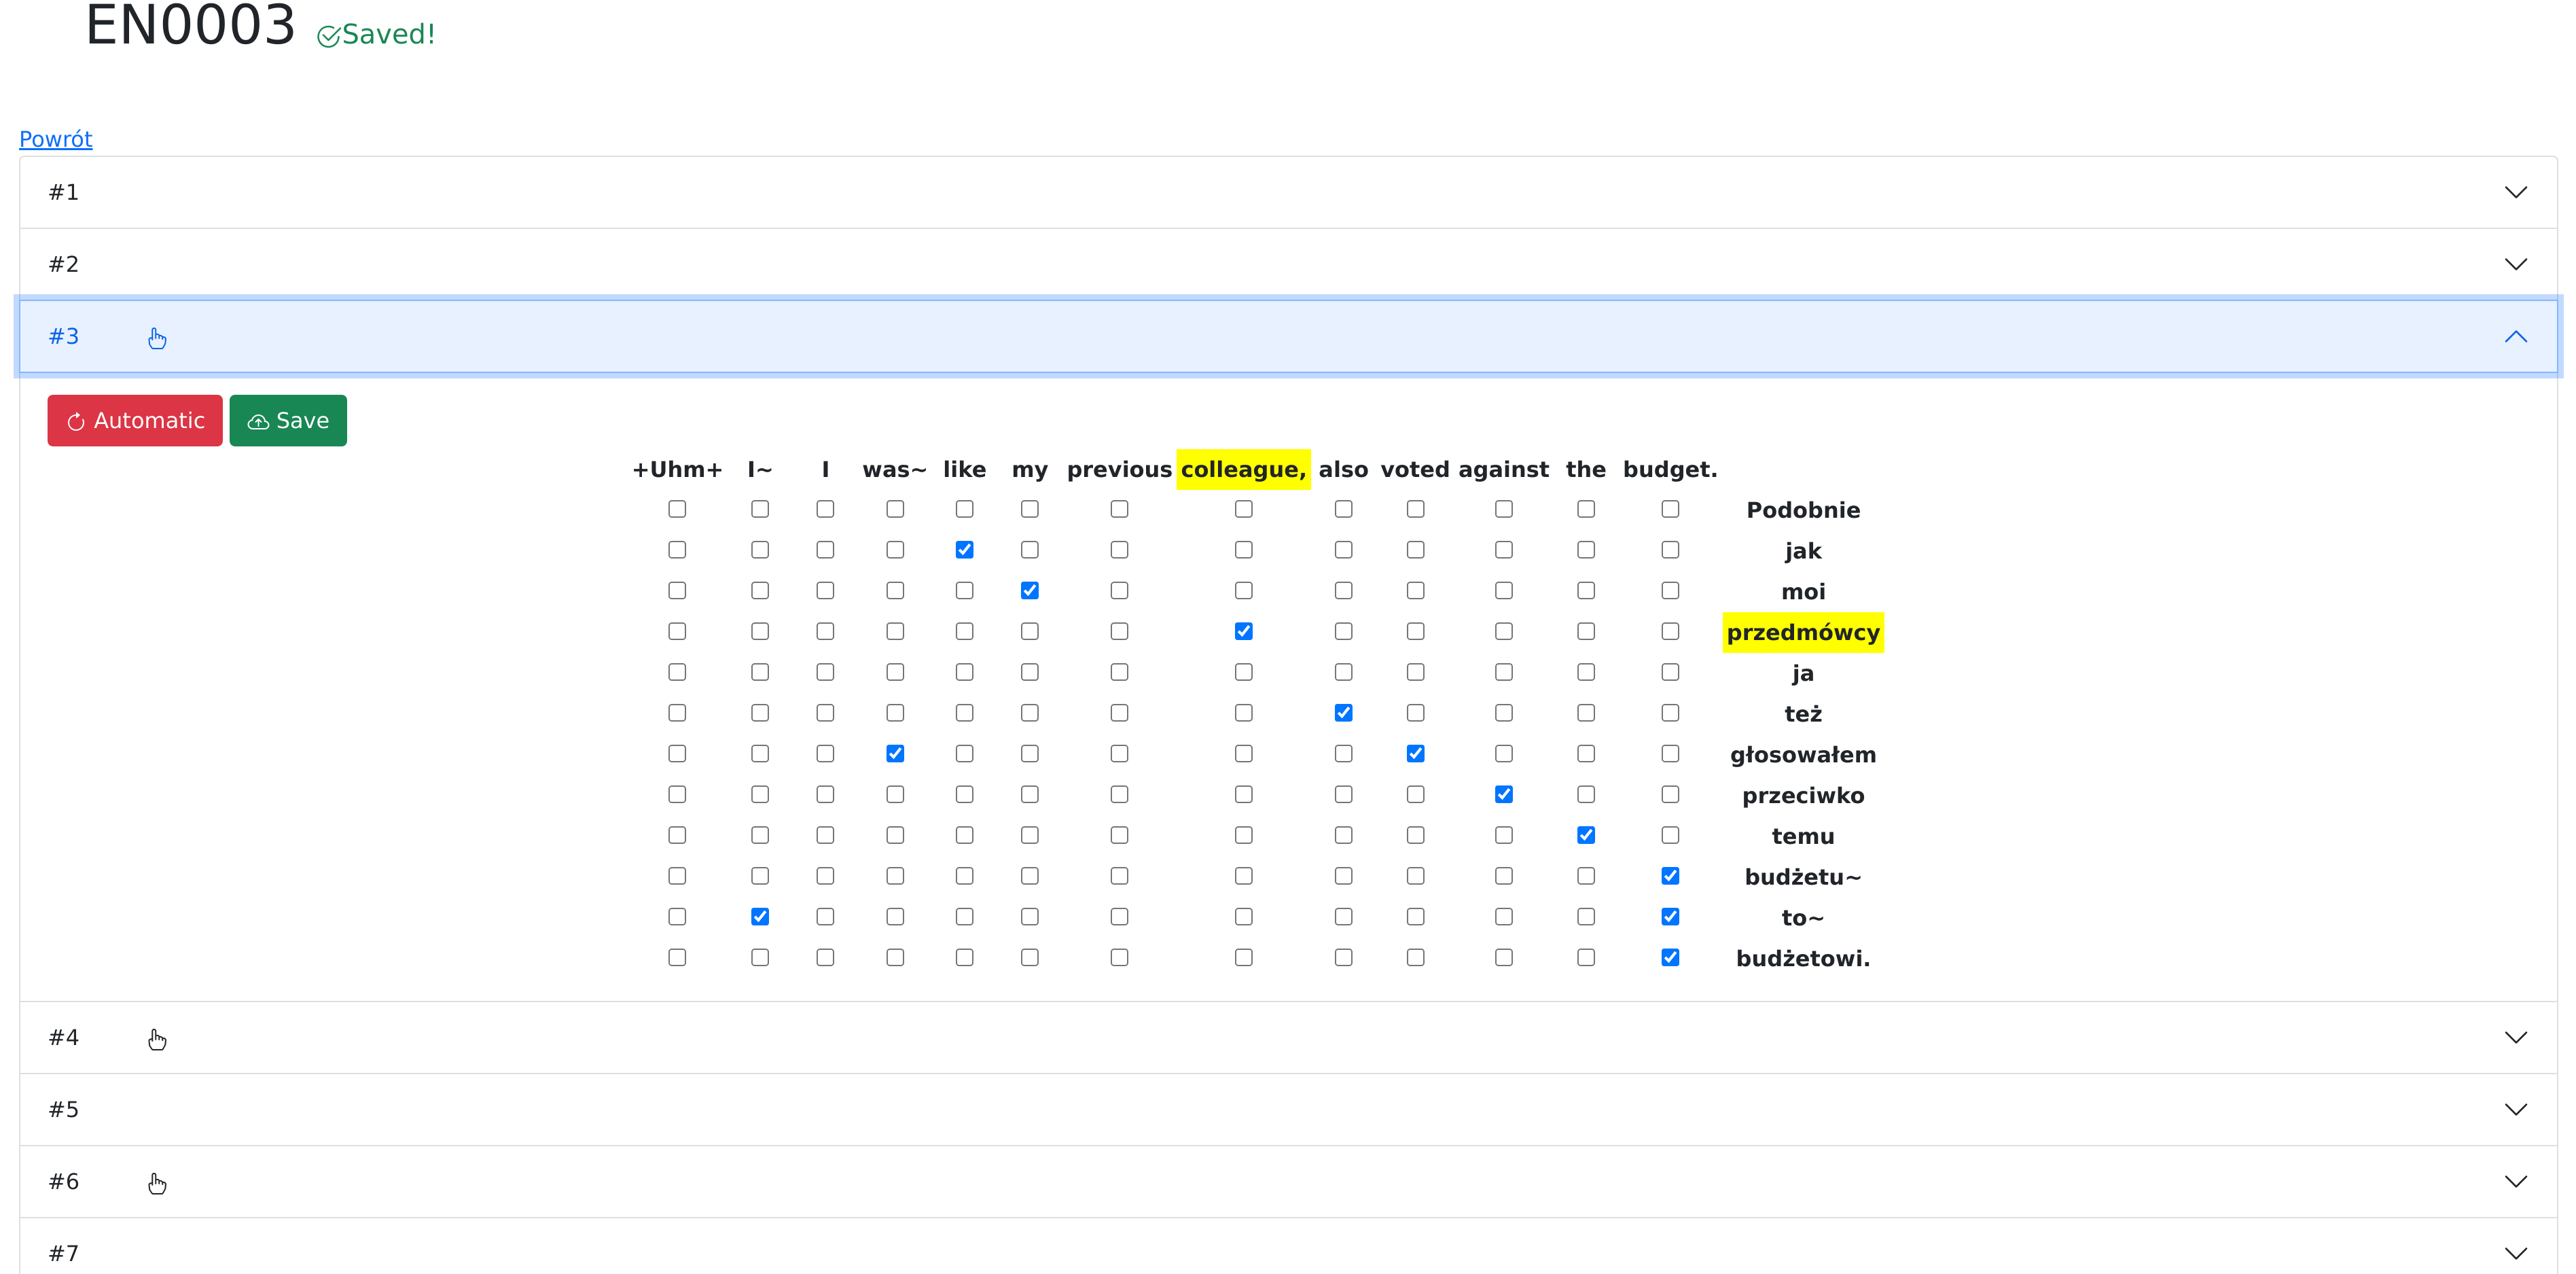 EN0003 Saved!
Powrót
#1
#2
#3
Automatic Save
+Uhm+ I~ I was~ like my previous colleague, also voted against the budget.
Podobnie
jak
moi
przedmówcy
ja
też
głosowałem
przeciwko
temu
budżetu~
to~
budżetowi.
#4
#5
#6
#7